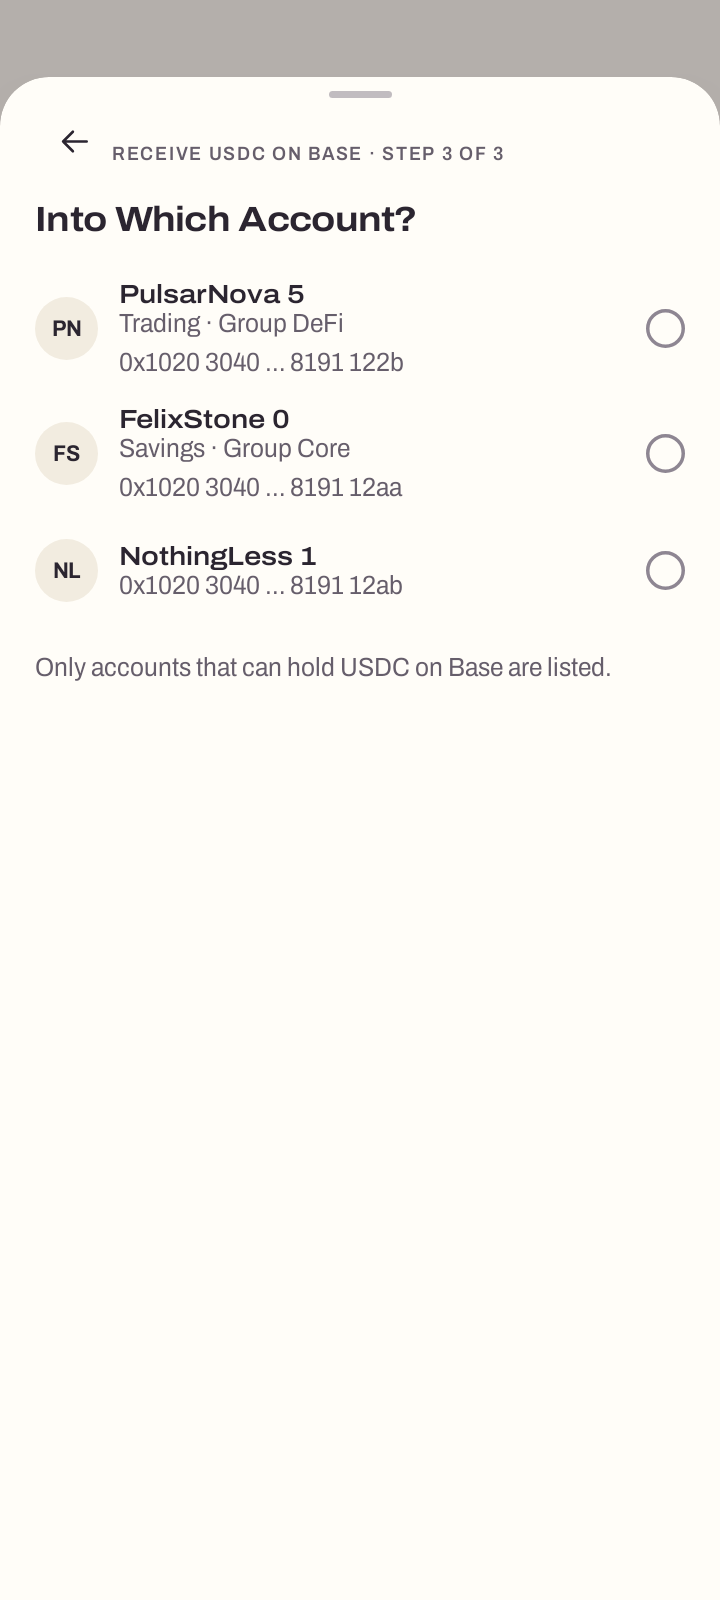 RECEIVE USDC ON BASE · STEP 3 OF 3
Into Which Account?
PN
PulsarNova 5
Trading · Group DeFi
0x1020 3040 ... 8191 122b
FS
FelixStone 0
Savings · Group Core
0x1020 3040 ... 8191 12aa
NL
NothingLess 1
0x1020 3040 ... 8191 12ab
Only accounts that can hold USDC on Base are listed.